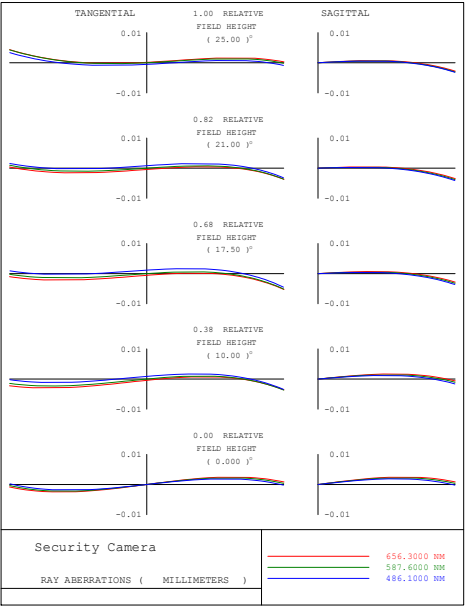 TANGENTIAL 1.00 RELATIVE SAGITTAL
FIELD HEIGHT
( 25.00 )°
0.01 0.01
-0.01 -0.01
0.82 RELATIVE
FIELD HEIGHT
( 21.00 )°
0.01 0.01
-0.01 -0.01
0.68 RELATIVE
FIELD HEIGHT
( 17.50 )°
0.01 0.01
-0.01 -0.01
0.38 RELATIVE
FIELD HEIGHT
( 10.00 )°
0.01 0.01
-0.01 -0.01
0.00 RELATIVE
FIELD HEIGHT
( 0.000 )°
0.01 0.01
-0.01 -0.01
Security Camera
RAY ABERRATIONS ( MILLIMETERS )
656.3000 NM
587.6000 NM
486.1000 NM